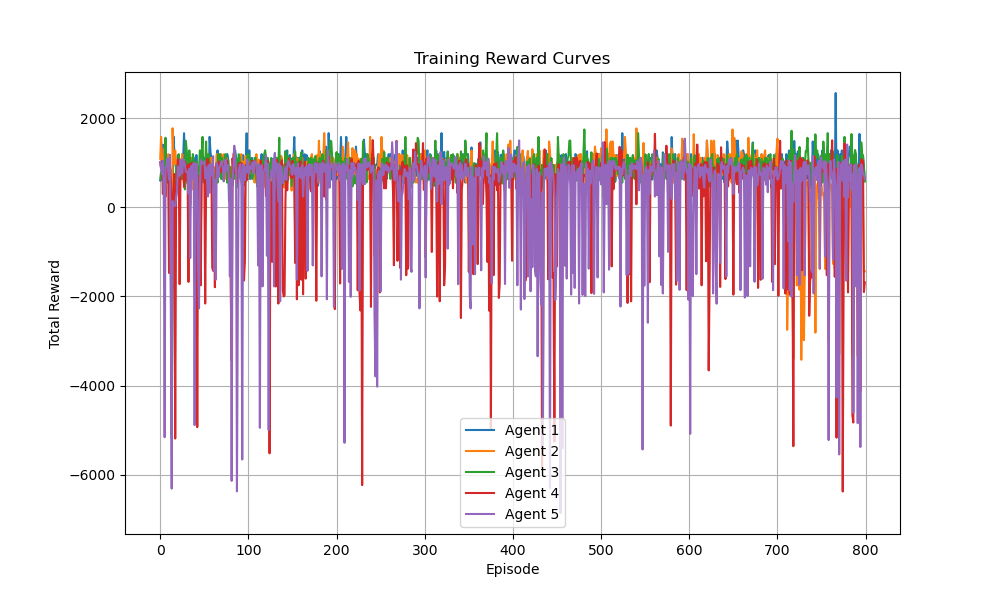 Training Reward Curves
Total Reward
2000
0
−2000
−4000
−6000
Agent 1
Agent 2
Agent 3
Agent 4
Agent 5
0 100 200 300 400 500 600 700 800
Episode